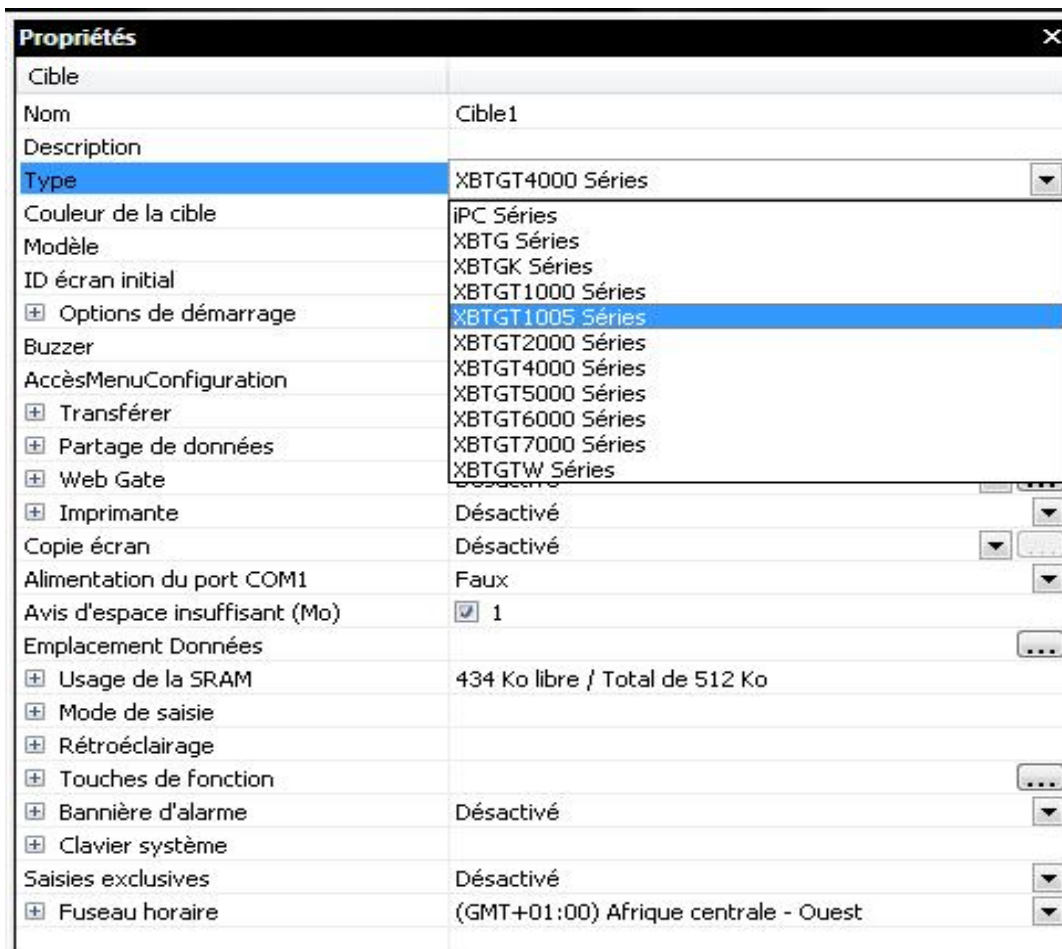 Propriétés
Cible
Nom Cible1
Description
Type XBTGT4000 Séries
Couleur de la cible
iPC Séries
XBTG Séries
Modèle
XBTGK Séries
ID écran initial
XBTGT1000 Séries
Options de démarrage
XBTGT1005 Séries
Buzzer
XBTGT2000 Séries
XBTGT4000 Séries
AccèsMenuConfiguration
XBTGT5000 Séries
Transférer
XBTGT6000 Séries
Partage de données
XBTGT7000 Séries
XBTGTW Séries
Web Gate
Imprimante Désactivé
Copie écran Désactivé
Alimentation du port COM1 Faux
Avis d'espace insuffisant (Mo) 1
Emplacement Données ...
Usage de la SRAM 434 Ko libre / Total de 512 Ko
Mode de saisie
Rétroéclairage
Touches de fonction ...
Bannière d'alarme Désactivé
Clavier système
Saisies exclusives Désactivé
Fuseau horaire (GMT+01:00) Afrique centrale - Ouest